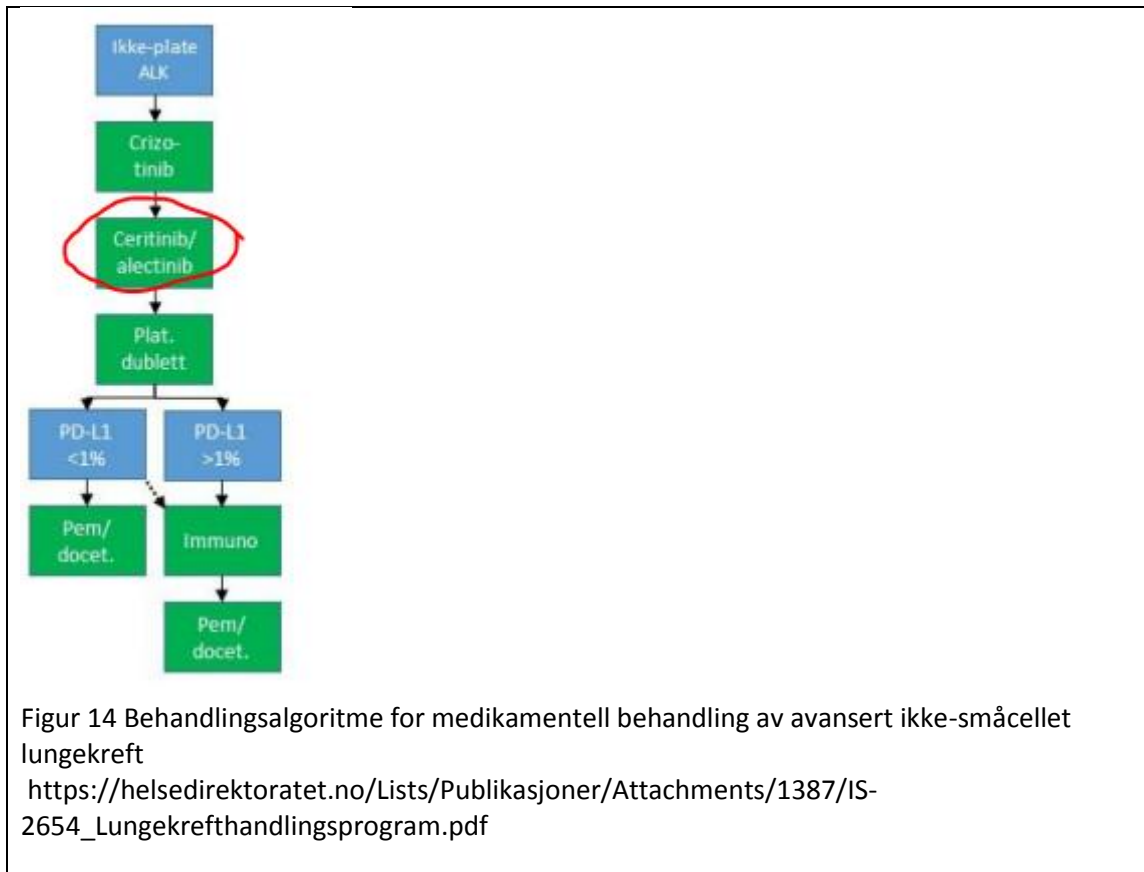 Ikke-plate
ALK
Crizo-
tinib
Ceritinib/
alectinib
Plat.
dublett
PD-L1
<1%
PD-L1
>1%
Pem/
docet.
Immuno
Pem/
docet.
Figur 14 Behandlingsalgoritme for medikamentell behandling av avansert ikke-småcellet
lungekreft
https://helsedirektoratet.no/Lists/Publikasjoner/Attachments/1387/IS-
2654_Lungekrefthandlingsprogram.pdf